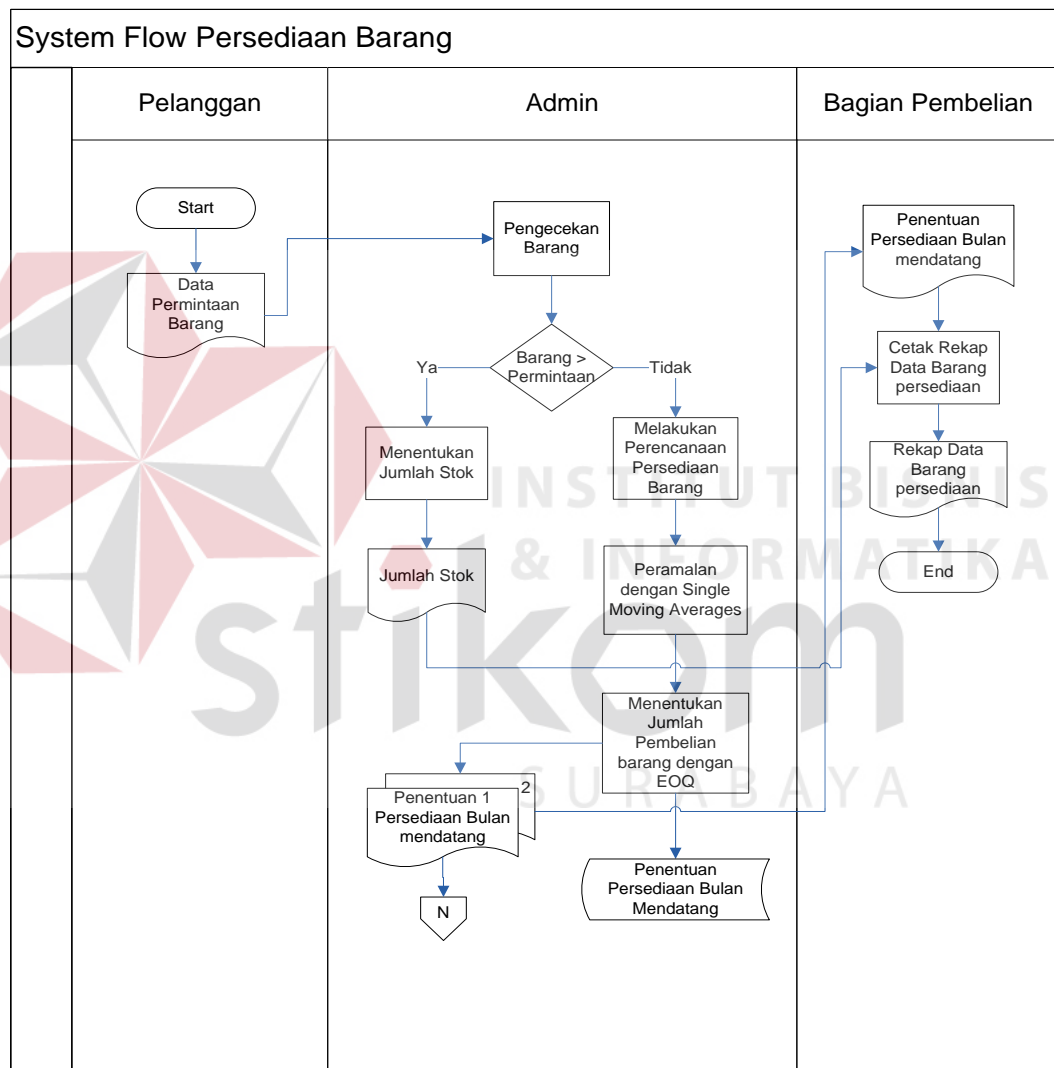 System Flow Persediaan Barang
Pelanggan
Admin
Bagian Pembelian
Start
Data
Permintaan
Barang
Pengecekan
Barang
Barang >
Permintaan
Ya
Tidak
Menentukan
Jumlah Stok
Jumlah Stok
Melakukan
Perencanaan
Persediaan
Barang
Peramalan
dengan Single
Moving Averages
Menentukan
Jumlah
Pembelian
barang dengan
EOQ
2
Penentuan 1
Persediaan Bulan
mendatang
N
Penentuan
Persediaan Bulan
Mendatang
Penentuan
Persediaan Bulan
mendatang
Cetak Rekap
Data Barang
persediaan
Rekap Data
Barang
persediaan
End
INSTITUT BISNIS
& INFORMATIKA
stikom
SURABAYA